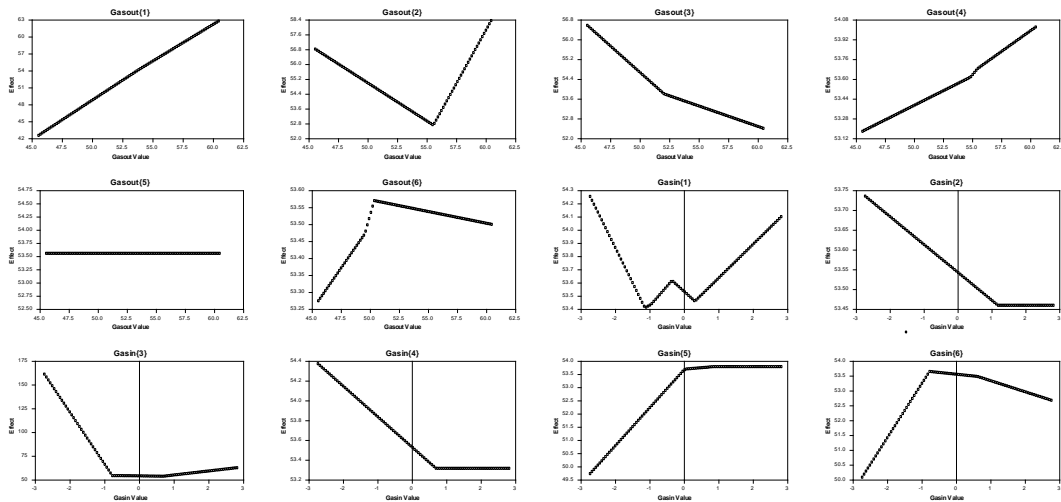 Gasout{1}
63
60
57
54
51
48
45
42
Effect
45.0 47.5 50.0 52.5 55.0 57.5 60.0 62.5
Gasout Value
Gasout{2}
58.4
57.6
56.8
56.0
55.2
54.4
53.6
52.8
52.0
Effect
45.0 47.5 50.0 52.5 55.0 57.5 60.0 62.5
Gasout Value
Gasout{3}
56.8
56.0
55.2
54.4
53.6
52.8
52.0
Effect
45.0 47.5 50.0 52.5 55.0 57.5 60.0 62.5
Gasout Value
Gasout{4}
54.08
53.92
53.76
53.60
53.44
53.28
53.12
Effect
45.0 47.5 50.0 52.5 55.0 57.5 60.0
Gasout Value
Gasout{5}
54.75
54.50
54.25
54.00
53.75
53.50
53.25
53.00
52.75
52.50
Effect
45.0 47.5 50.0 52.5 55.0 57.5 60.0 62.5
Gasout Value
Gasout{6}
53.60
53.55
53.50
53.45
53.40
53.35
53.30
53.25
Effect
45.0 47.5 50.0 52.5 55.0 57.5 60.0 62.5
Gasout Value
Gasin{1}
54.3
54.2
54.1
54.0
53.9
53.8
53.7
53.6
53.5
53.4
Effect
-3 -2 -1 0 1 2 3
Gasin Value
Gasin{2}
53.75
53.70
53.65
53.60
53.55
53.50
53.45
Effect
-3 -2 -1 0 1 2 3
Gasin Value
Gasin{3}
175
150
125
100
75
50
Effect
-3 -2 -1 0 1 2 3
Gasin Value
Gasin{4}
54.4
54.2
54.0
53.8
53.6
53.4
53.2
Effect
-3 -2 -1 0 1 2 3
Gasin Value
Gasin{5}
54.0
53.5
53.0
52.5
52.0
51.5
51.0
50.5
50.0
49.5
Effect
-3 -2 -1 0 1 2 3
Gasin Value
Gasin{6}
54.0
53.5
53.0
52.5
52.0
51.5
51.0
50.5
50.0
Effect
-3 -2 -1 0 1 2 3
Gasin Value